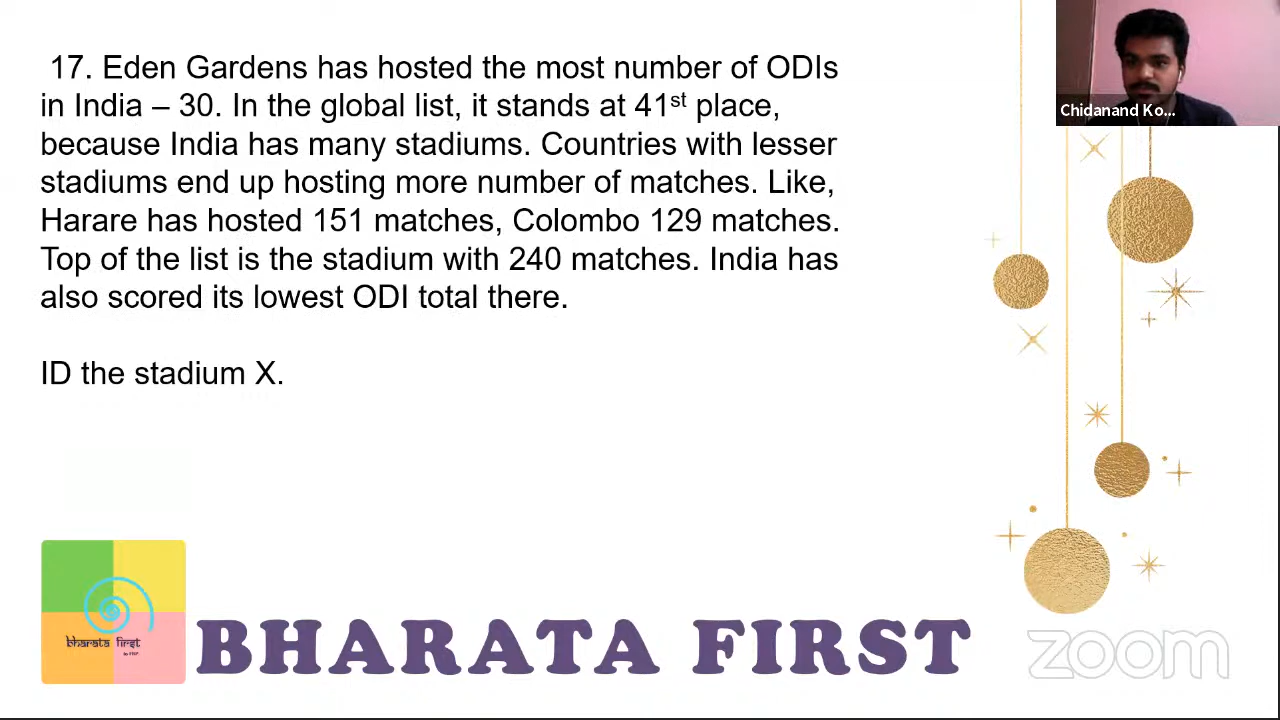 17. Eden Gardens has hosted the most number of ODIs
in India – 30. In the global list, it stands at 41st place,
because India has many stadiums. Countries with lesser
stadiums end up hosting more number of matches. Like,
Harare has hosted 151 matches, Colombo 129 matches.
Top of the list is the stadium with 240 matches. India has
also scored its lowest ODI total there.
ID the stadium X.
Chidanand Ko...
bharata first
BHARATA FIRST
zoom